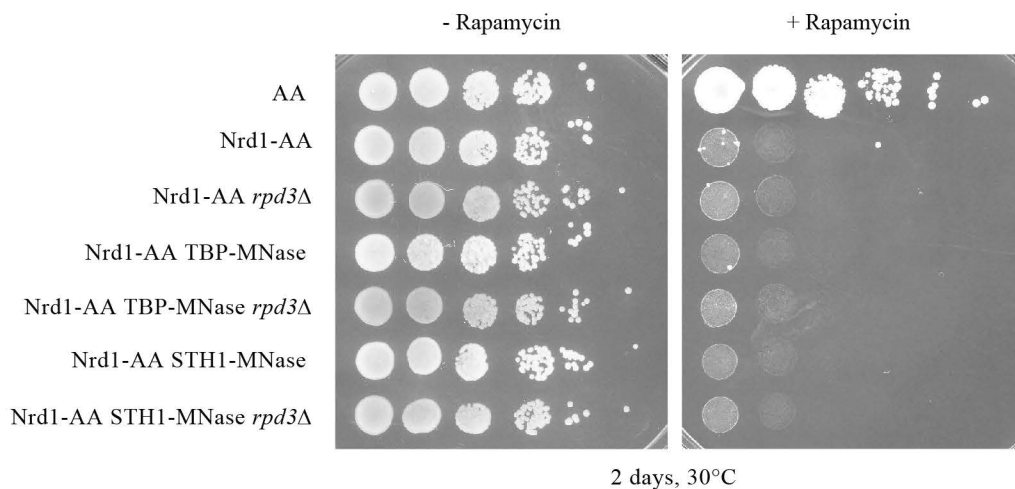 - Rapamycin
+ Rapamycin
AA
Nrd1-AA
Nrd1-AA rpd3Δ
Nrd1-AA TBP-MNase
Nrd1-AA TBP-MNase rpd3Δ
Nrd1-AA STH1-MNase
Nrd1-AA STH1-MNase rpd3Δ
2 days, 30°C